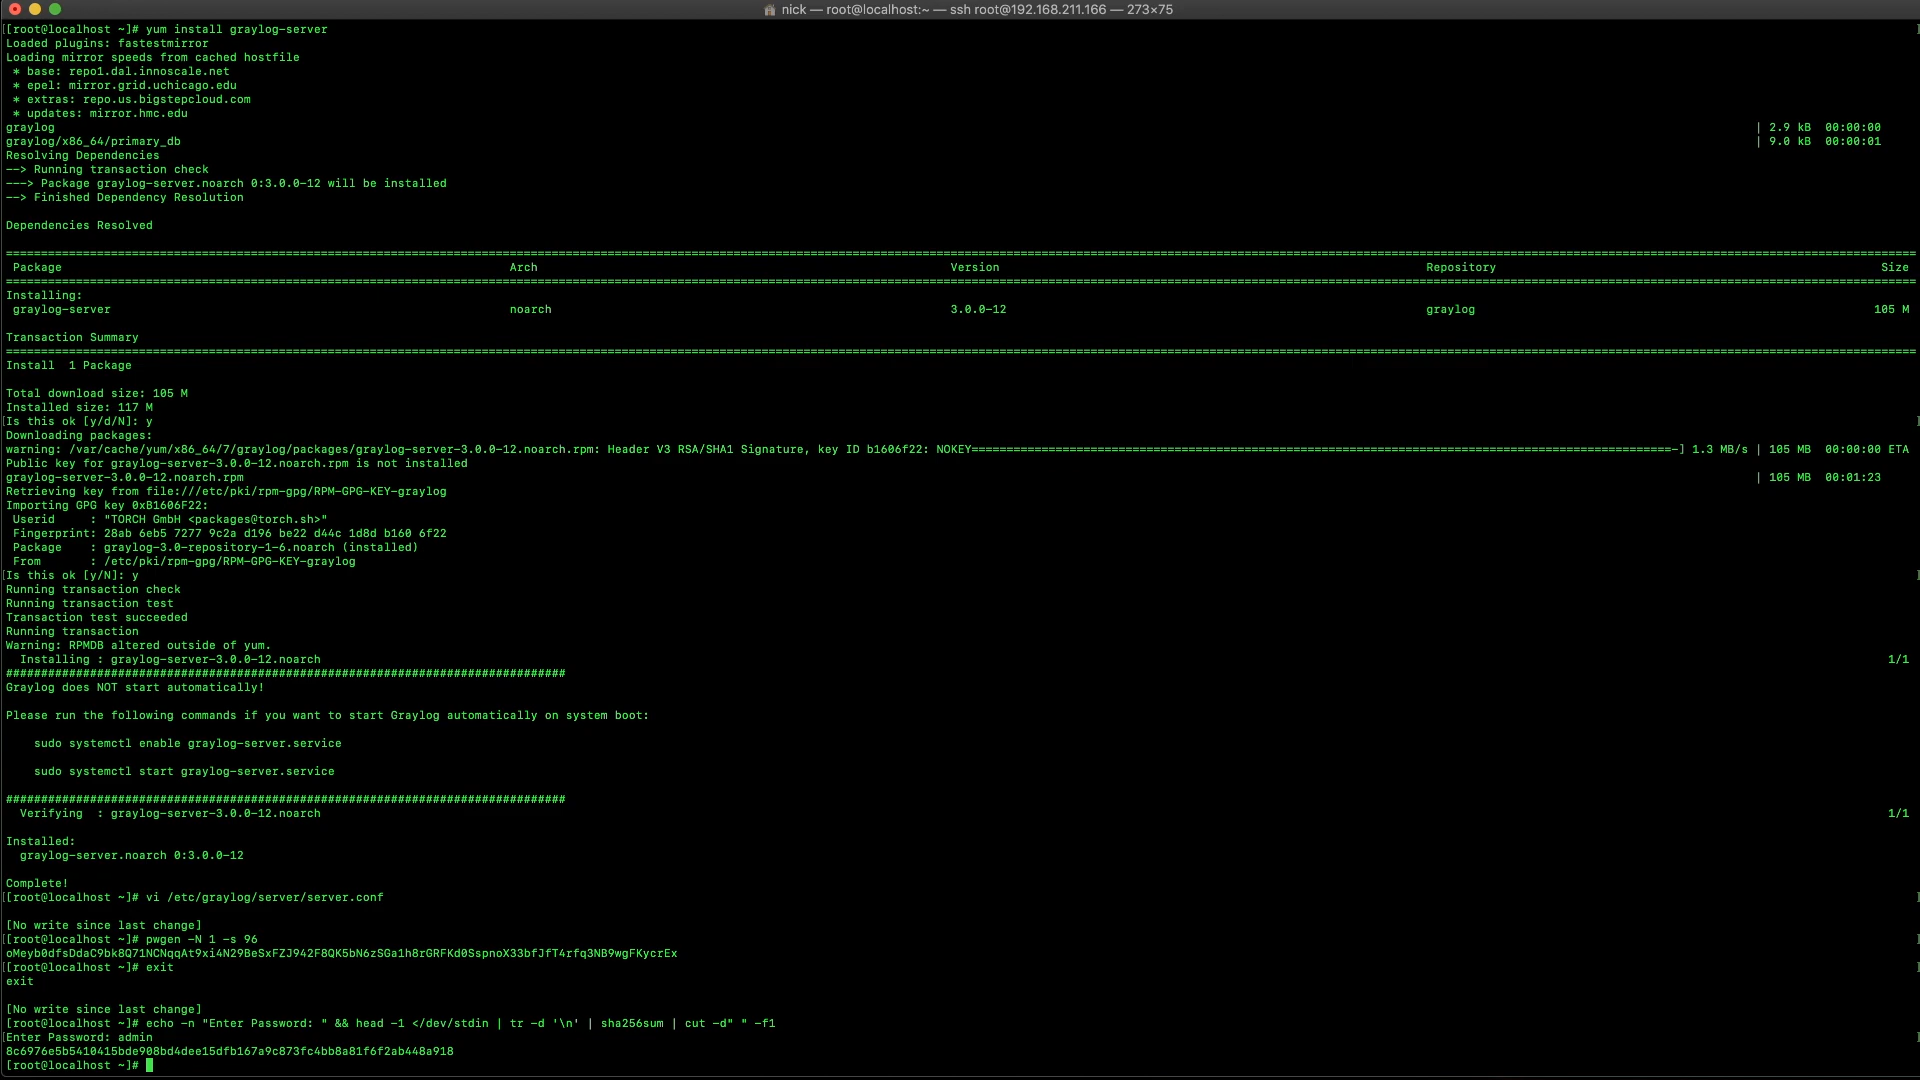 nick — root@localhost:~ — ssh root@192.168.211.166 — 273×75
[[root@localhost ~]# yum install graylog-server ]
Loaded plugins: fastestmirror
Loading mirror speeds from cached hostfile
 * base: repo1.dal.innoscale.net
 * epel: mirror.grid.uchicago.edu
 * extras: repo.us.bigstepcloud.com
 * updates: mirror.hmc.edu
graylog | 2.9 kB 00:00:00
graylog/x86_64/primary_db | 9.0 kB 00:00:01
Resolving Dependencies
--> Running transaction check
---> Package graylog-server.noarch 0:3.0.0-12 will be installed
--> Finished Dependency Resolution
Dependencies Resolved
Package Arch Version Repository Size
Installing:
 graylog-server noarch 3.0.0-12 graylog 105 M
Transaction Summary
Install 1 Package
Total download size: 105 M
Installed size: 117 M
[Is this ok [y/d/N]: y ]
Downloading packages:
warning: /var/cache/yum/x86_64/7/graylog/packages/graylog-server-3.0.0-12.noarch.rpm: Header V3 RSA/SHA1 Signature, key ID b1606f22: NOKEY=====-] 1.3 MB/s | 105 MB 00:00:00 ETA
Public key for graylog-server-3.0.0-12.noarch.rpm is not installed
graylog-server-3.0.0-12.noarch.rpm | 105 MB 00:01:23
Retrieving key from file:///etc/pki/rpm-gpg/RPM-GPG-KEY-graylog
Importing GPG key 0xB1606F22:
 Userid : "TORCH GmbH <packages@torch.sh>"
 Fingerprint: 28ab 6eb5 7277 9c2a d196 be22 d44c 1d8d b160 6f22
 Package : graylog-3.0-repository-1-6.noarch (installed)
 From : /etc/pki/rpm-gpg/RPM-GPG-KEY-graylog
[Is this ok [y/N]: y ]
Running transaction check
Running transaction test
Transaction test succeeded
Running transaction
Warning: RPMDB altered outside of yum.
  Installing : graylog-server-3.0.0-12.noarch 1/1
################################################################################
Graylog does NOT start automatically!
Please run the following commands if you want to start Graylog automatically on system boot:
    sudo systemctl enable graylog-server.service
    sudo systemctl start graylog-server.service
################################################################################
  Verifying : graylog-server-3.0.0-12.noarch 1/1
Installed:
  graylog-server.noarch 0:3.0.0-12
Complete!
[[root@localhost ~]# vi /etc/graylog/server/server.conf ]
[No write since last change]
[[root@localhost ~]# pwgen -N 1 -s 96 ]
oMeyb0dfsDdaC9bk8Q71NCNqqAt9xi4N29BeSxFZJ942F8QK5bN6zSGa1h8rGRFKd0SspnoX33bfJfT4rfq3NB9wgFKycrEx
[[root@localhost ~]# exit ]
exit
[No write since last change]
[root@localhost ~]# echo -n "Enter Password: " && head -1 </dev/stdin | tr -d '\n' | sha256sum | cut -d" " -f1
[Enter Password: admin ]
8c6976e5b5410415bde908bd4dee15dfb167a9c873fc4bb8a81f6f2ab448a918
[root@localhost ~]#